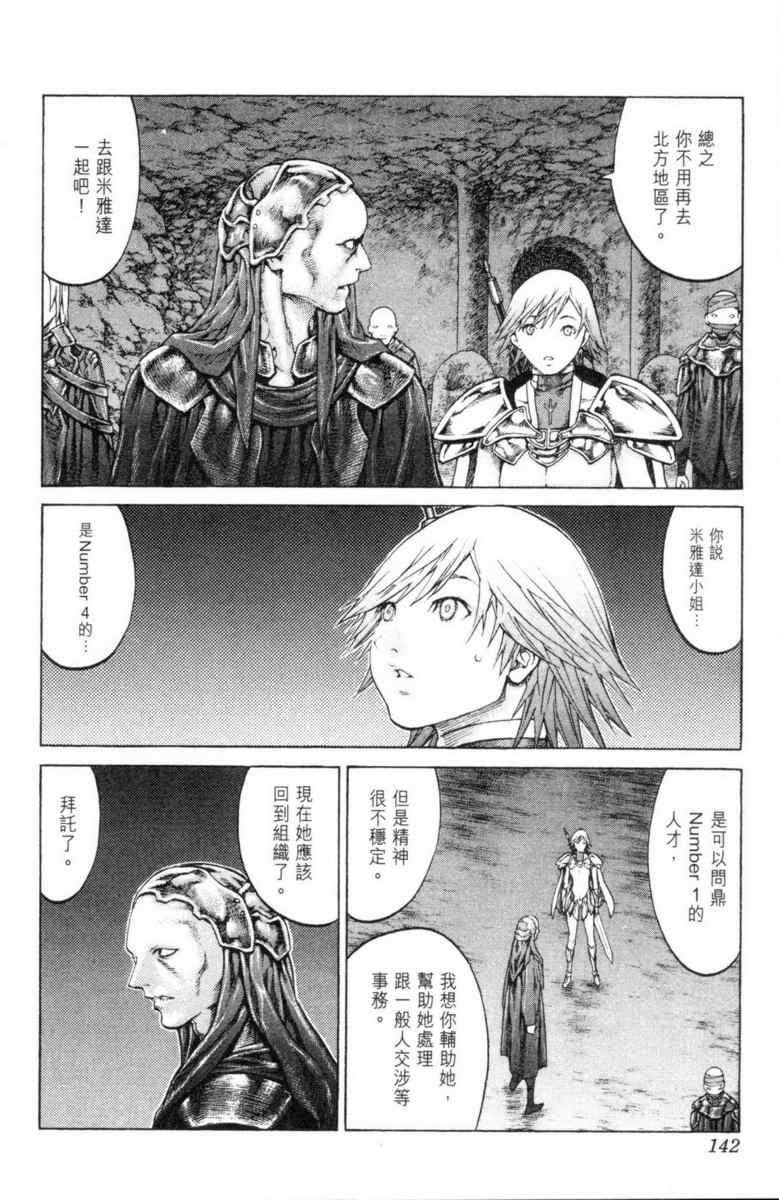 總之
你不用再去
北方地區了。
去跟米雅達
一起吧！
你說
米雅達小姐…
是Number 4的…
是可以問鼎
Number 1的
人才，
但是精神
很不穩定。
我想你輔助她，
幫助她處理
跟一般人交涉等
事務。
現在她應該
回到組織了。
拜託了。
142